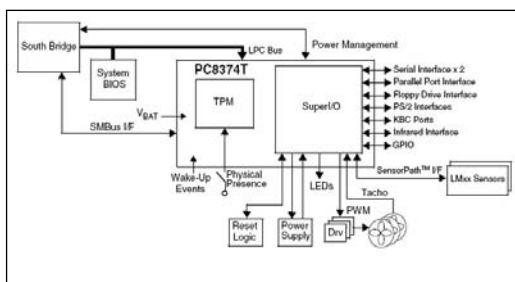 South Bridge
LPC Bus
Power Management
System
BIOS
PC8374T
TPM
SuperI/O
VBAT
SMBus I/F
Serial Interface x 2
Parallel Port Interface
Floppy Drive Interface
PS/2 Interfaces
KBC Ports
Infrared Interface
GPIO
Wake-Up
Events
Physical
Presence
LEDs
SensorPath™ I/F
LMxx Sensors
Tacho
PWM
Reset
Logic
Power
Supply
Drv